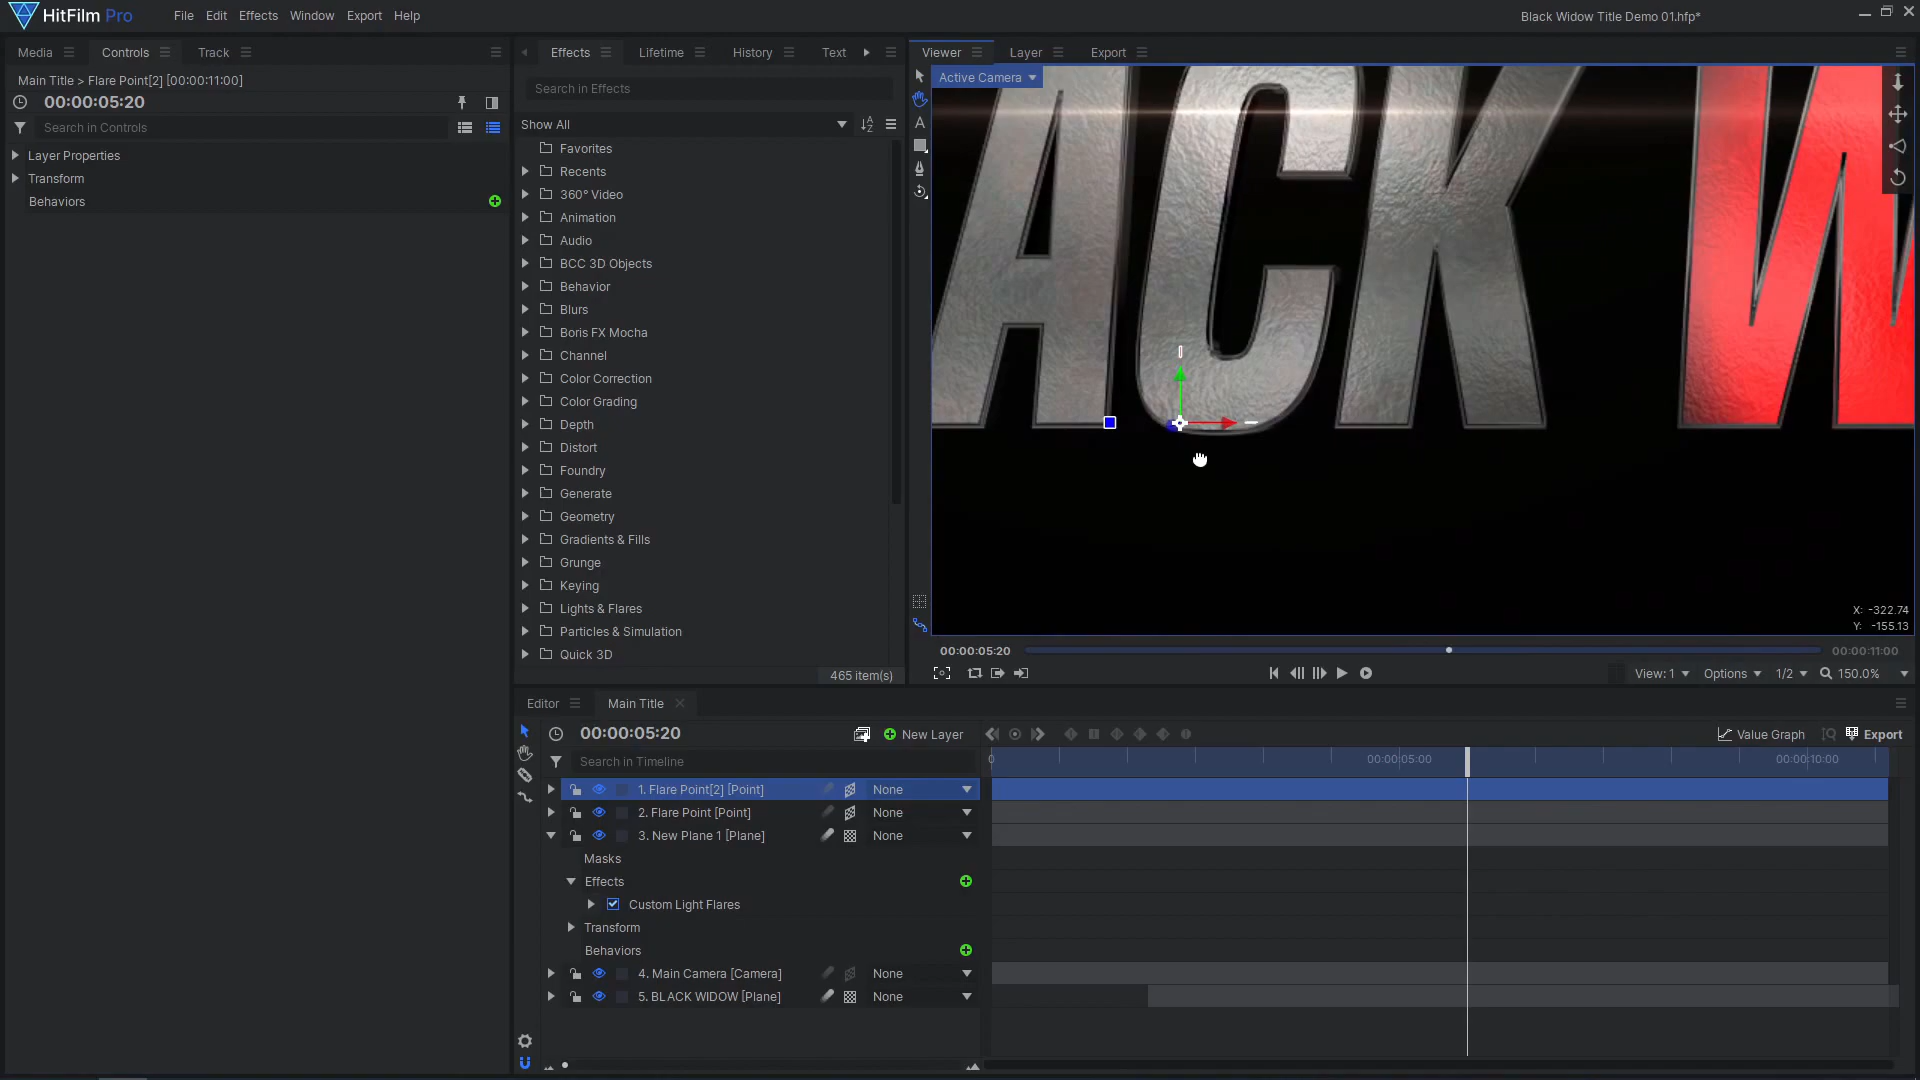 HitFilm Pro
File Edit Effects Window Export Help
Black Widow Title Demo 01.hfp*
Media Controls Track
Main Title > Flare Point[2] [00:00:11:00]
00:00:05:20
Search in Controls
Layer Properties
Transform
Behaviors
Effects Lifetime History Text
Search in Effects
Show All
Favorites
Recents
360° Video
Animation
Audio
BCC 3D Objects
Behavior
Blurs
Boris FX Mocha
Channel
Color Correction
Color Grading
Depth
Distort
Foundry
Generate
Geometry
Gradients & Fills
Grunge
Keying
Lights & Flares
Particles & Simulation
Quick 3D
465 item(s)
Viewer Layer Export
Active Camera
ACK W
X: -322.74
Y: -155.13
00:00:05:20 00:00:11:00
View: 1 Options 1/2 150.0%
Editor Main Title
00:00:05:20 New Layer Value Graph Export
Search in Timeline 0 00:00:05:00 00:00:10:00
1. Flare Point[2] [Point] None
2. Flare Point [Point] None
3. New Plane 1 [Plane] None
Masks
Effects
Custom Light Flares
Transform
Behaviors
4. Main Camera [Camera] None
5. BLACK WIDOW [Plane] None